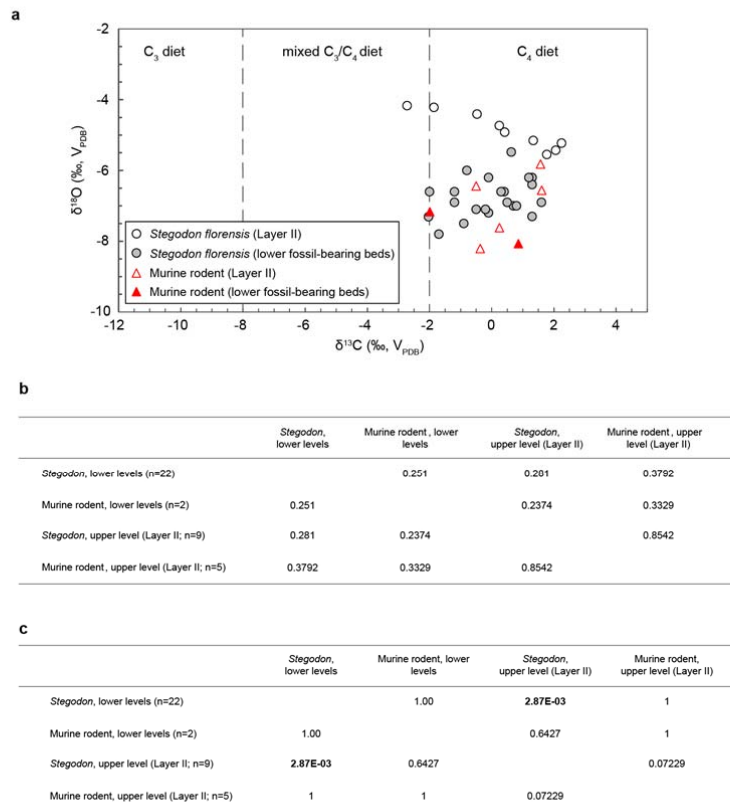 a
-2
-4
-6
-8
-10
δ¹⁸O (‰, V_PDB)
C₃ diet
mixed C₃/C₄ diet
C₄ diet
Stegodon florensis (Layer II)
Stegodon florensis (lower fossil-bearing beds)
Murine rodent (Layer II)
Murine rodent (lower fossil-bearing beds)
-12 -10 -8 -6 -4 -2 0 2 4
δ¹³C (‰, V_PDB)
b
Stegodon, lower levels Murine rodent, lower levels Stegodon, upper level (Layer II) Murine rodent, upper level (Layer II)
Stegodon, lower levels (n=22) 0.251 0.281 0.3792
Murine rodent, lower levels (n=2) 0.251 0.2374 0.3329
Stegodon, upper level (Layer II; n=9) 0.281 0.2374 0.8542
Murine rodent, upper level (Layer II; n=5) 0.3792 0.3329 0.8542
c
Stegodon, lower levels Murine rodent, lower levels Stegodon, upper level (Layer II) Murine rodent, upper level (Layer II)
Stegodon, lower levels (n=22) 1.00 2.87E-03 1
Murine rodent, lower levels (n=2) 1.00 0.6427 1
Stegodon, upper level (Layer II; n=9) 2.87E-03 0.6427 0.07229
Murine rodent, upper level (Layer II; n=5) 1 1 0.07229